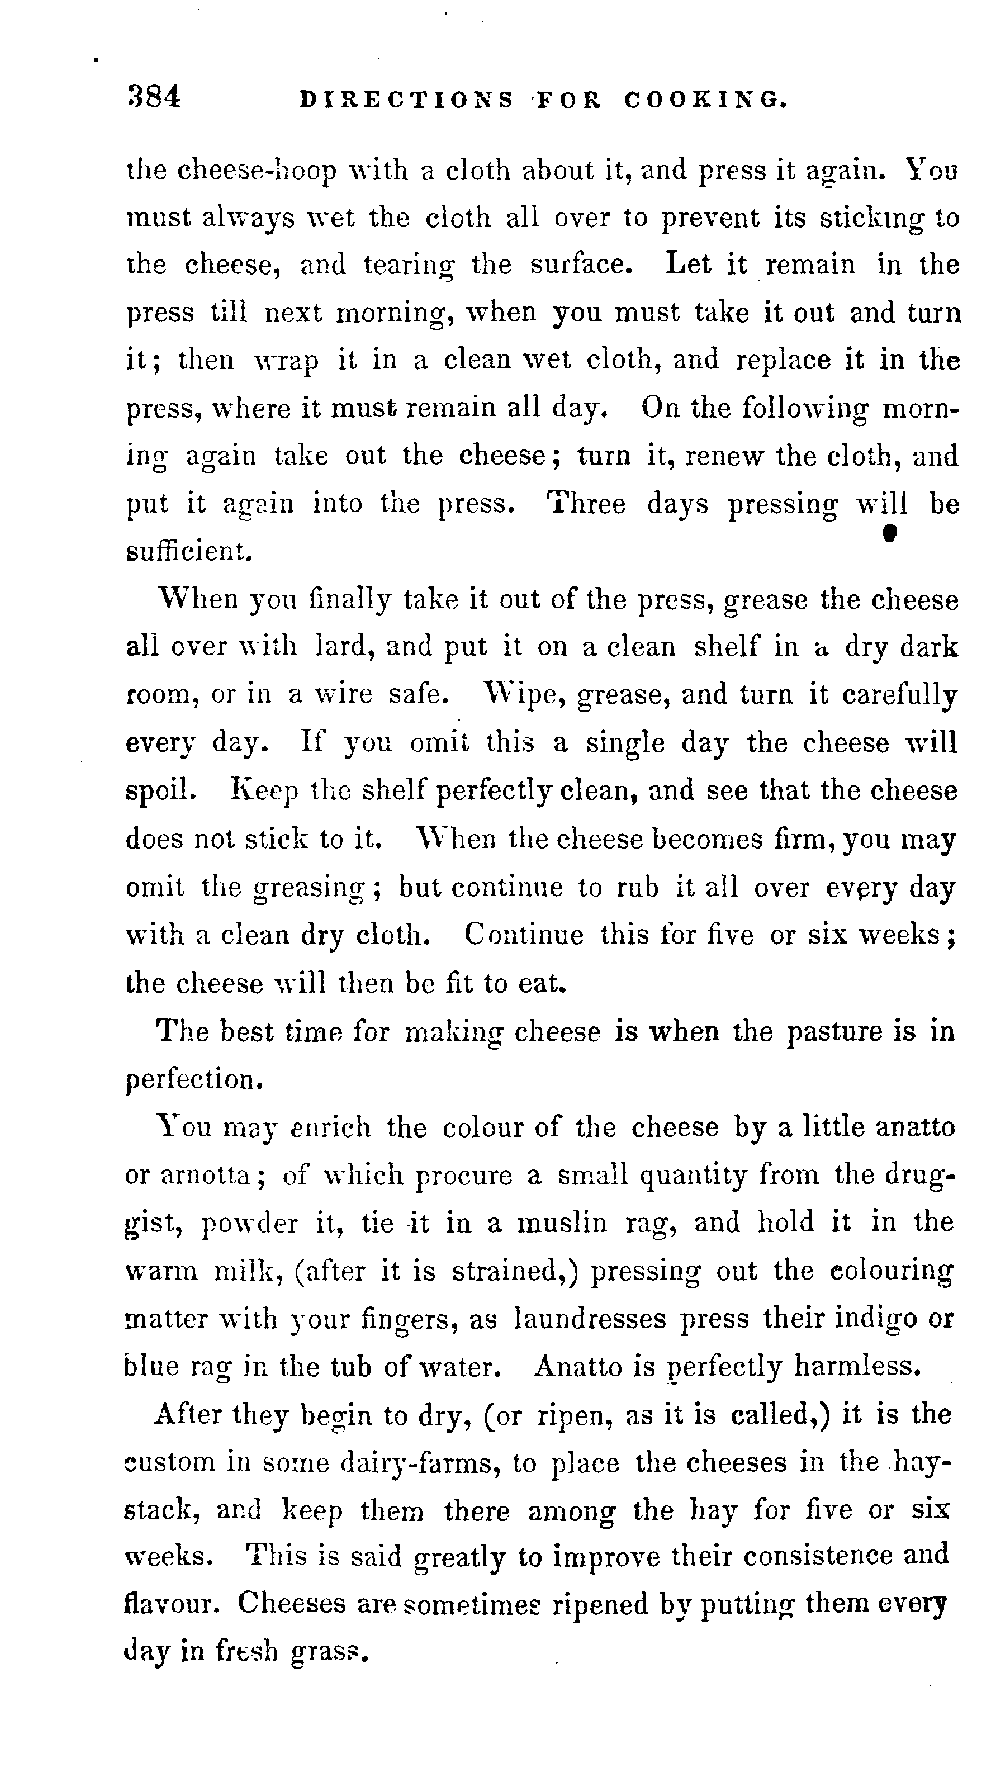 384 DIRECTIONS FOR COOKING.
the cheese-hoop with a cloth about it, and press it again. You
must always wet the cloth all over to prevent its sticking to
the cheese, and tearing the surface. Let it remain in the
press till next morning, when you must take it out and turn
it; then wrap it in a clean wet cloth, and replace it in the
press, where it must remain all day. On the following morn-
ing again take out the cheese; turn it, renew the cloth, and
put it again into the press. Three days pressing will be
sufficient.
When you finally take it out of the press, grease the cheese
all over with lard, and put it on a clean shelf in a dry dark
room, or in a wire safe. Wipe, grease, and turn it carefully
every day. If you omit this a single day the cheese will
spoil. Keep the shelf perfectly clean, and see that the cheese
does not stick to it. When the cheese becomes firm, you may
omit the greasing; but continue to rub it all over every day
with a clean dry cloth. Continue this for five or six weeks;
the cheese will then be fit to eat.
The best time for making cheese is when the pasture is in
perfection.
You may enrich the colour of the cheese by a little anatto
or arnotta; of which procure a small quantity from the drug-
gist, powder it, tie it in a muslin rag, and hold it in the
warm milk, (after it is strained,) pressing out the colouring
matter with your fingers, as laundresses press their indigo or
blue rag in the tub of water. Anatto is perfectly harmless.
After they begin to dry, (or ripen, as it is called,) it is the
custom in some dairy-farms, to place the cheeses in the hay-
stack, and keep them there among the hay for five or six
weeks. This is said greatly to improve their consistence and
flavour. Cheeses are sometimes ripened by putting them every
day in fresh grass.